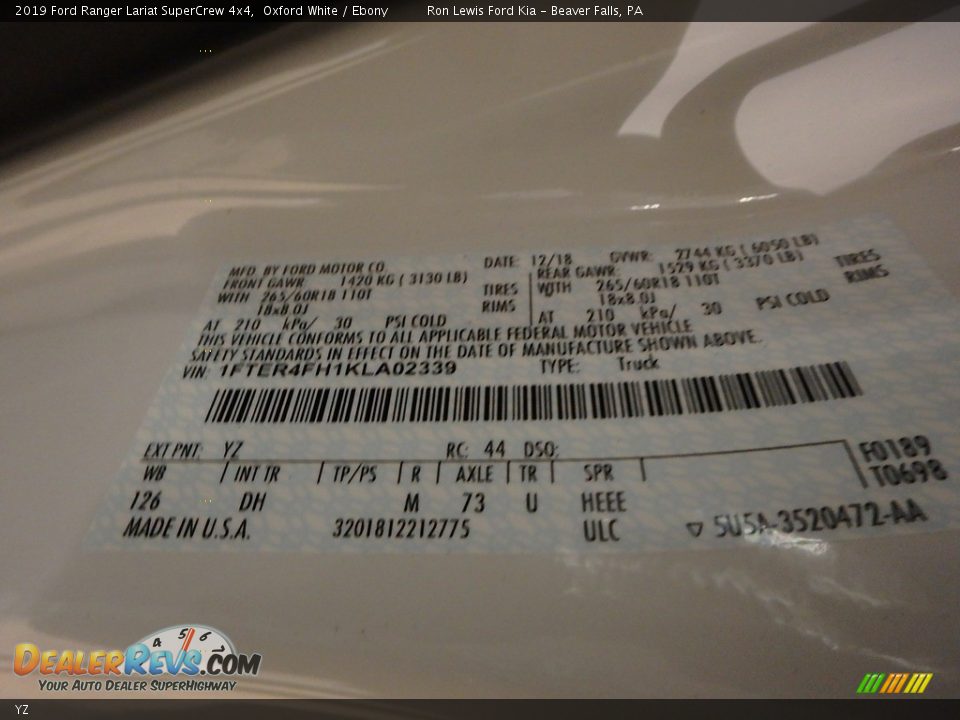 2019 Ford Ranger Lariat SuperCrew 4x4, Oxford White / Ebony Ron Lewis Ford Kia - Beaver Falls, PA
MFD. BY FORD MOTOR CO. DATE: 12/18 GVWR: 2744 KG ( 6050 LB)
FRONT GAWR: 1420 KG ( 3130 LB) REAR GAWR: 1529 KG ( 3370 LB)
WITH 265/60R18 110T TIRES WITH 265/60R18 110T TIRES
18x8.0J RIMS 18x8.0J RIMS
AT 210 kPa/ 30 PSI COLD AT 210 kPa/ 30 PSI COLD
THIS VEHICLE CONFORMS TO ALL APPLICABLE FEDERAL MOTOR VEHICLE
SAFETY STANDARDS IN EFFECT ON THE DATE OF MANUFACTURE SHOWN ABOVE.
VIN: 1FTER4FH1KLA02339 TYPE: Truck
EXT PNT: YZ RC: 44 DSO: F0189
WB INT TR TP/PS R AXLE TR SPR T0698
126 DH M 73 U HEEE
MADE IN U.S.A. 3201812212775 ULC ▽ 5U5A-3520472-AA
4 5 6 7
DEALERREVS.COM
YOUR AUTO DEALER SUPERHIGHWAY
YZ